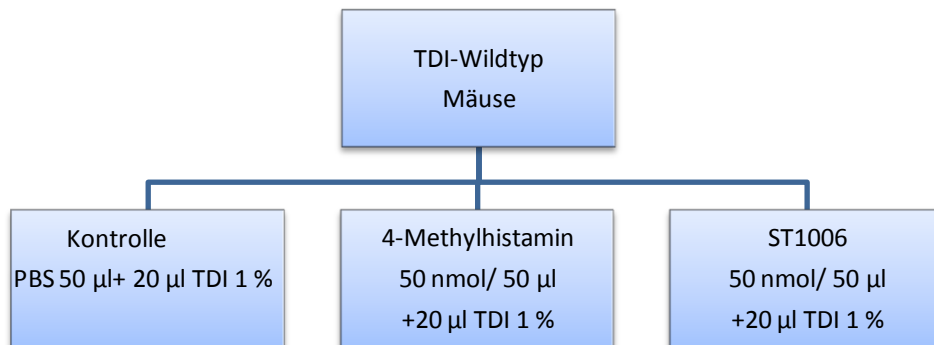 TDI-Wildtyp
Mäuse
Kontrolle
PBS 50 µl+ 20 µl TDI 1 %
4-Methylhistamin
50 nmol/ 50 µl
+20 µl TDI 1 %
ST1006
50 nmol/ 50 µl
+20 µl TDI 1 %